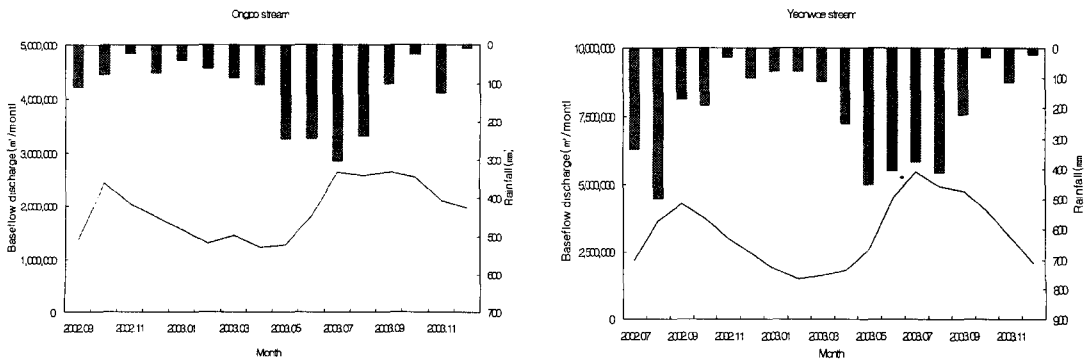 Ongpo stream
5,000,000
4,000,000
3,000,000
2,000,000
1,000,000
0
100
200
300
400
500
600
700
Baseflow discharge(㎥/month)
Rainfall(㎜)
2002.09 2002.11 2003.01 2003.03 2003.05 2003.07 2003.09 2003.11
Month
Yeonwoe stream
10,000,000
7,500,000
5,000,000
2,500,000
0
0
100
200
300
400
500
600
700
800
900
Baseflow discharge(㎥/month)
Rainfall(㎜)
2002.07 2002.09 2002.11 2003.01 2003.03 2003.05 2003.07 2003.09 2003.11
Month